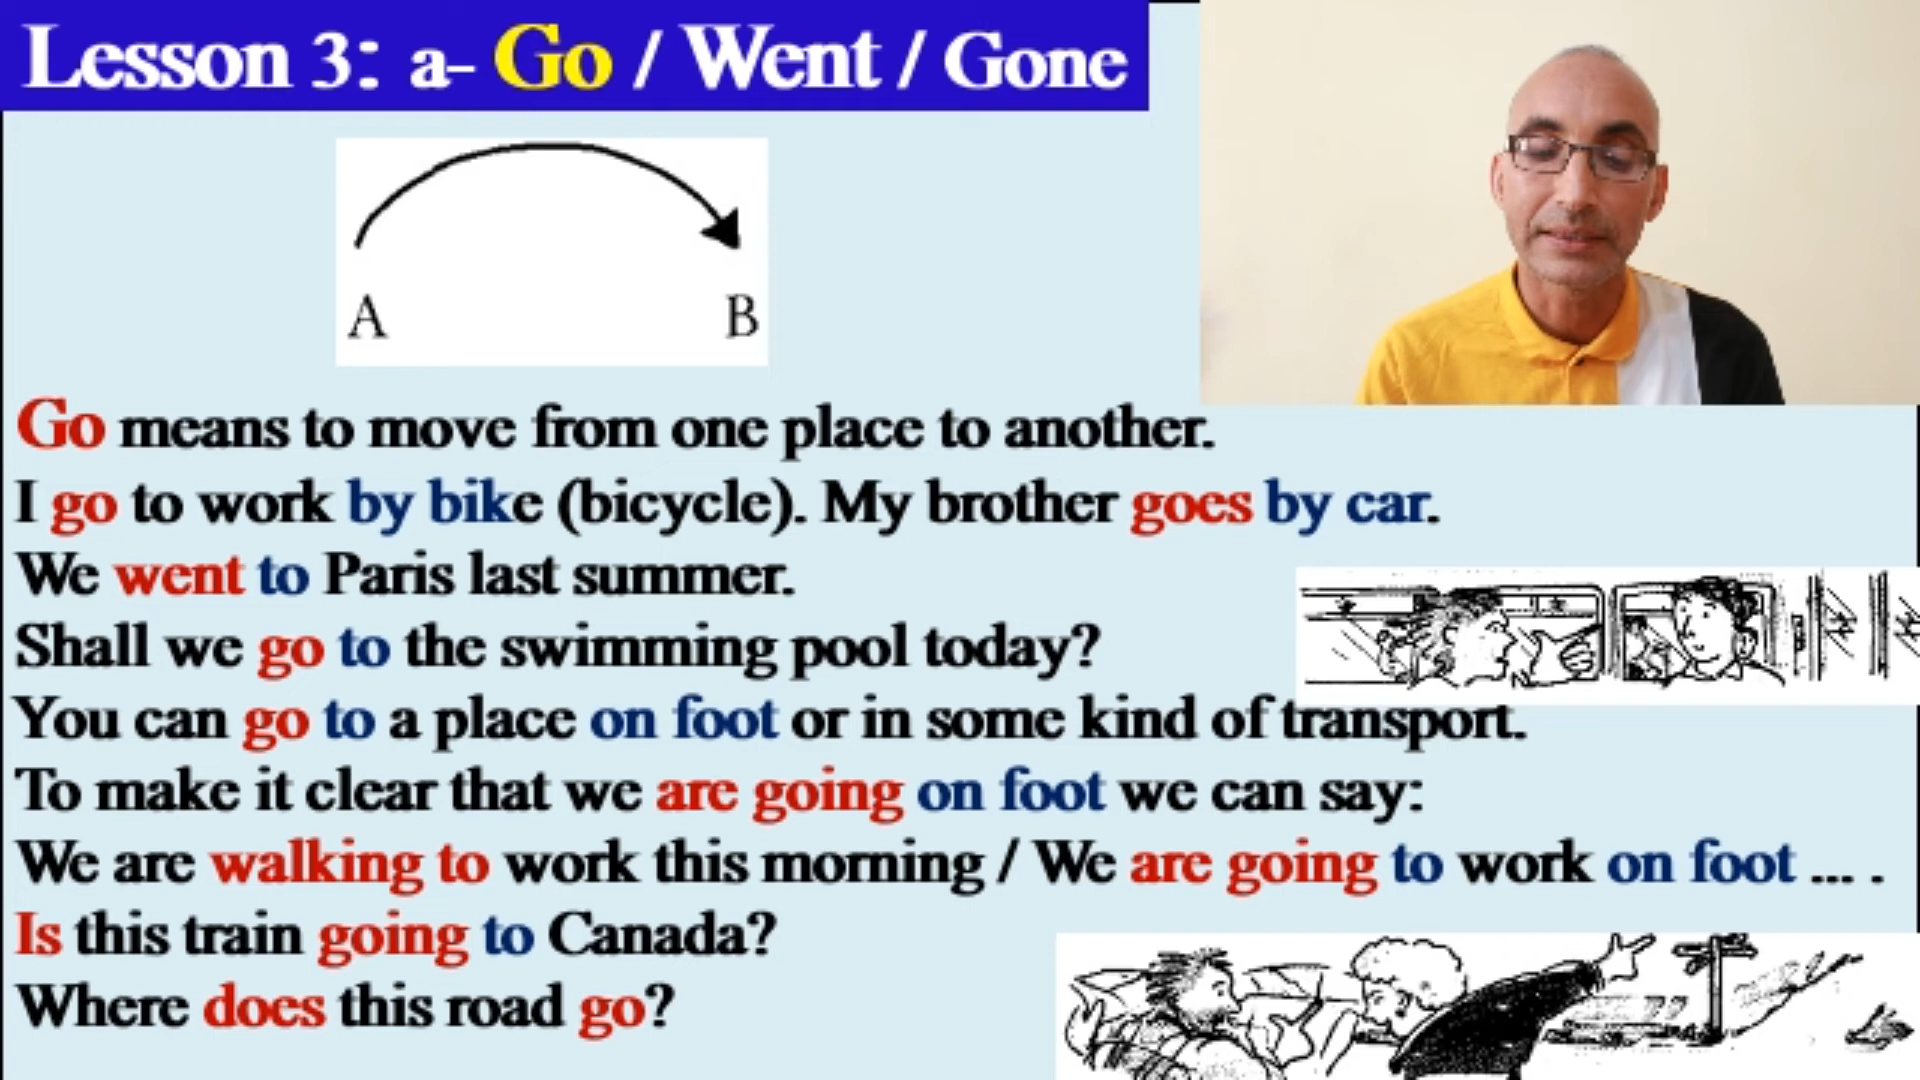 Lesson 3: a- Go / Went / Gone
A B
Go means to move from one place to another.
I go to work by bike (bicycle). My brother goes by car.
We went to Paris last summer.
Shall we go to the swimming pool today?
You can go to a place on foot or in some kind of transport.
To make it clear that we are going on foot we can say:
We are walking to work this morning / We are going to work on foot ... .
Is this train going to Canada?
Where does this road go?